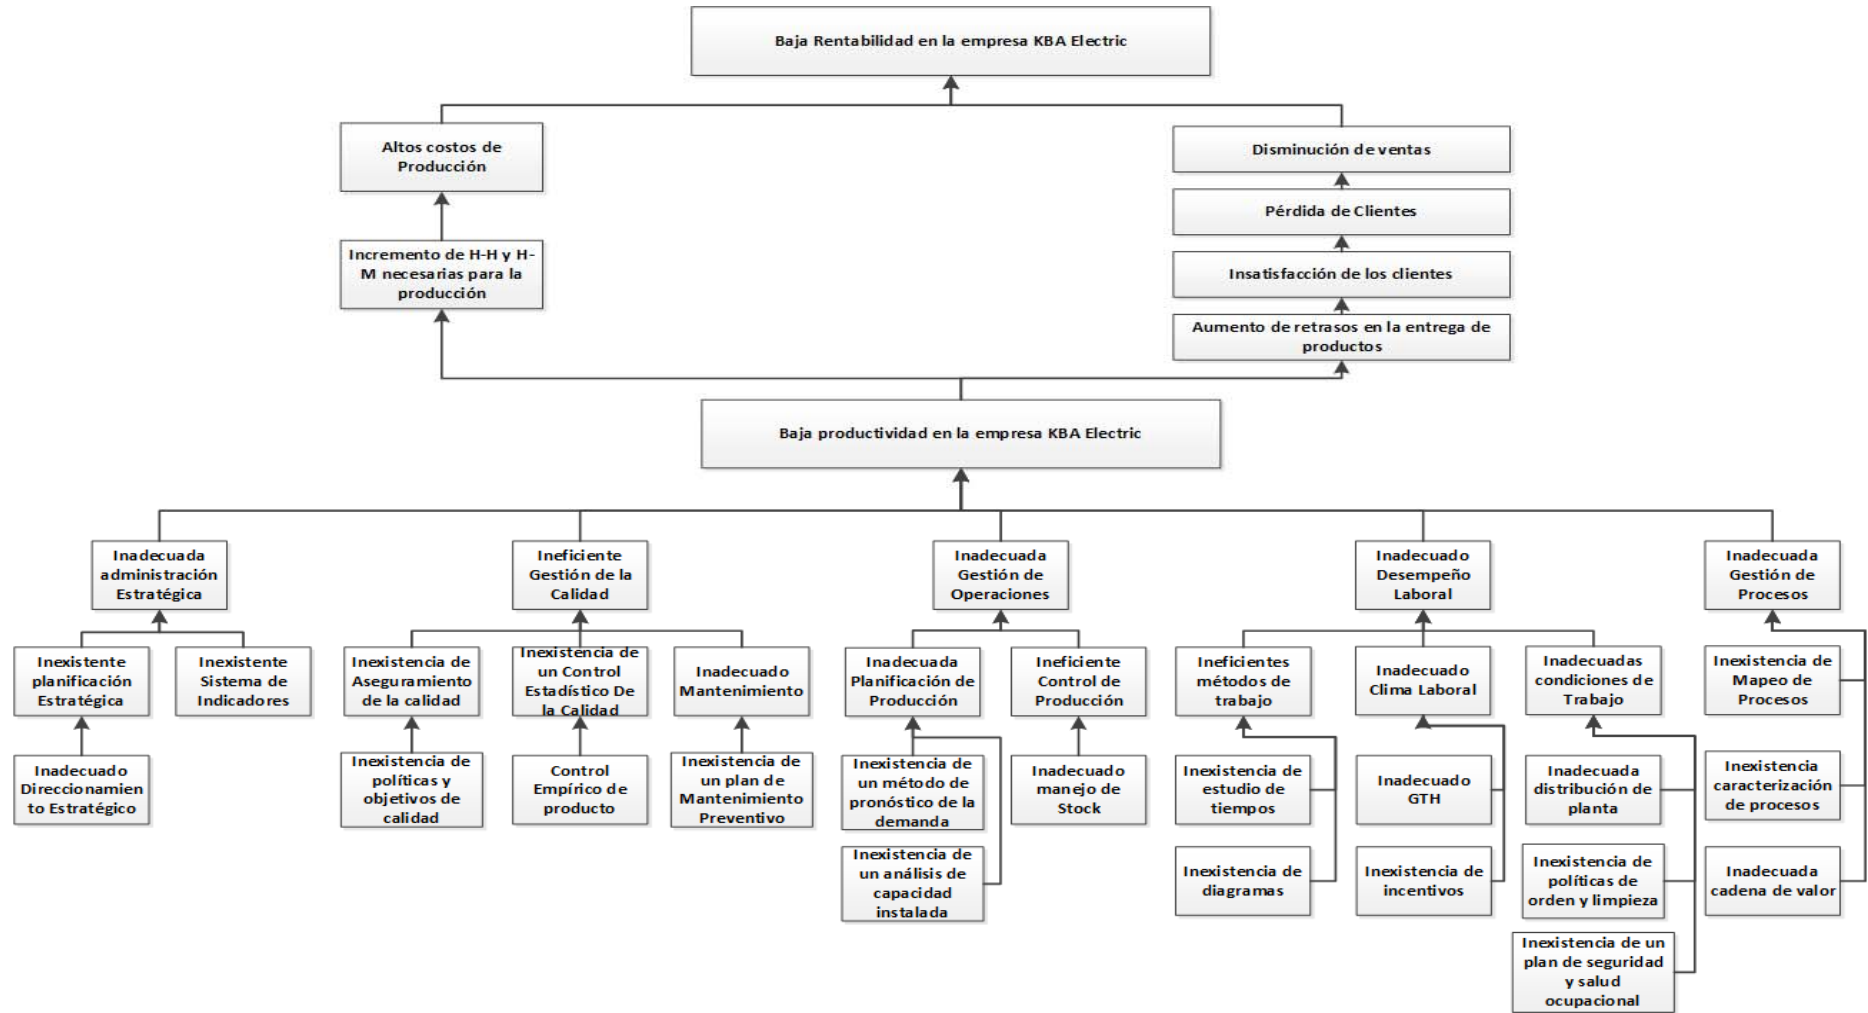 Baja Rentabilidad en la empresa KBA Electric
Altos costos de
Producción
Disminución de ventas
Pérdida de Clientes
Incremento de H-H y H-
M necesarias para la
producción
Insatisfacción de los clientes
Aumento de retrasos en la entrega de
productos
Baja productividad en la empresa KBA Electric
Inadecuada
administración
Estratégica
Ineficiente
Gestión de la
Calidad
Inadecuada
Gestión de
Operaciones
Inadecuado
Desempeño
Laboral
Inadecuada
Gestión de
Procesos
Inexistente
planificación
Estratégica
Inexistente
Sistema de
Indicadores
Inexistencia de
Aseguramiento
de la calidad
Inexistencia de
un Control
Estadístico De
la Calidad
Inadecuado
Mantenimiento
Inadecuada
Planificación de
Producción
Ineficiente
Control de
Producción
Ineficientes
métodos de
trabajo
Inadecuado
Clima Laboral
Inadecuadas
condiciones de
Trabajo
Inexistencia de
Mapeo de
Procesos
Inadecuado
Direccionamien
to Estratégico
Inexistencia de
políticas y
objetivos de
calidad
Control
Empírico de
producto
Inexistencia de
un plan de
Mantenimiento
Preventivo
Inexistencia de
un método de
pronóstico de la
demanda
Inadecuado
manejo de
Stock
Inexistencia de
estudio de
tiempos
Inadecuado
GTH
Inadecuada
distribución de
planta
Inexistencia
caracterización
de procesos
Inexistencia de
un análisis de
capacidad
instalada
Inexistencia de
diagramas
Inexistencia de
incentivos
Inexistencia de
políticas de
orden y limpieza
Inadecuada
cadena de valor
Inexistencia de un
plan de seguridad
y salud
ocupacional